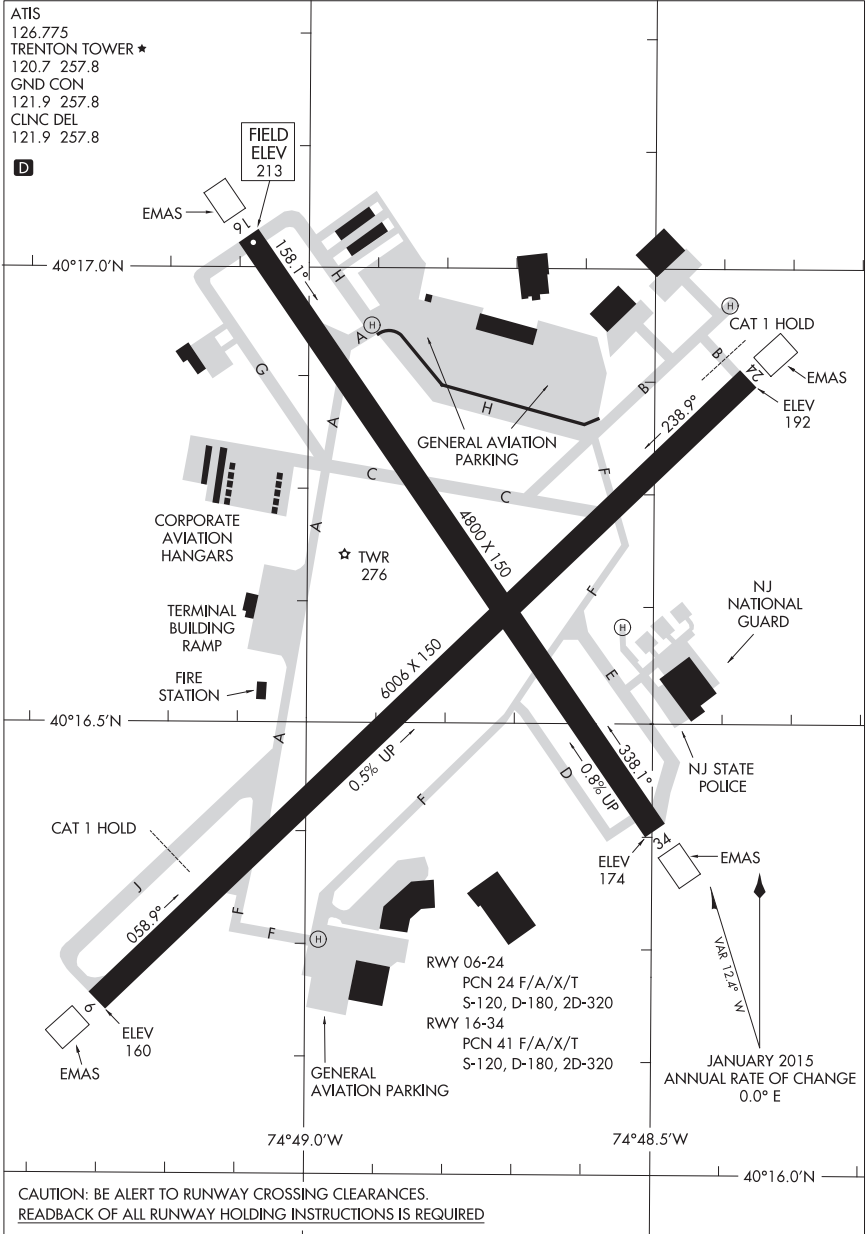 ATIS
126.775
TRENTON TOWER ★
120.7 257.8
GND CON
121.9 257.8
CLNC DEL
121.9 257.8
D
FIELD
ELEV
213
EMAS
16
158.1°
40°17.0'N
H
H
A
H
CAT 1 HOLD
B
24
EMAS
ELEV
192
G
B
238.9°
H
GENERAL AVIATION
PARKING
A
F
C
C
CORPORATE
AVIATION
HANGARS
A
4800 X 150
TWR
276
F
NJ
NATIONAL
GUARD
TERMINAL
BUILDING
RAMP
H
E
6006 X 150
FIRE
STATION
40°16.5'N
A
0.5% UP
338.1°
0.8% UP
D
NJ STATE
POLICE
F
CAT 1 HOLD
J
34
EMAS
ELEV
174
058.9°
F
F
H
VAR 12.4° W
RWY 06-24
PCN 24 F/A/X/T
S-120, D-180, 2D-320
RWY 16-34
PCN 41 F/A/X/T
S-120, D-180, 2D-320
6
ELEV
160
EMAS
GENERAL
AVIATION PARKING
JANUARY 2015
ANNUAL RATE OF CHANGE
0.0° E
74°49.0'W
74°48.5'W
40°16.0'N
CAUTION: BE ALERT TO RUNWAY CROSSING CLEARANCES.
READBACK OF ALL RUNWAY HOLDING INSTRUCTIONS IS REQUIRED